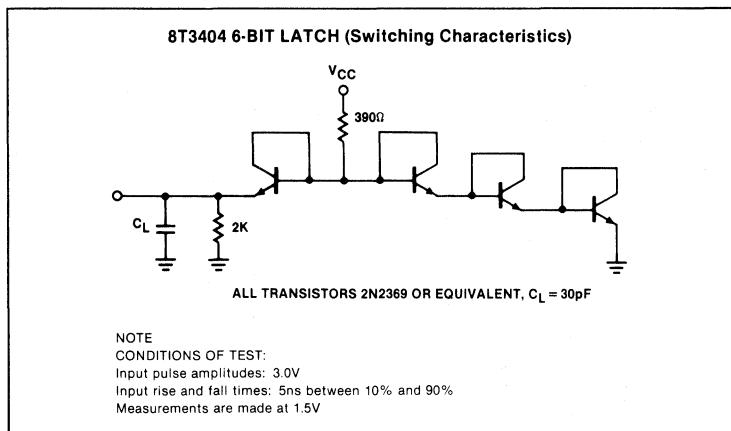 8T3404 6-BIT LATCH (Switching Characteristics)
VCC
390Ω
CL
2K
ALL TRANSISTORS 2N2369 OR EQUIVALENT, CL = 30pF
NOTE
CONDITIONS OF TEST:
Input pulse amplitudes: 3.0V
Input rise and fall times: 5ns between 10% and 90%
Measurements are made at 1.5V